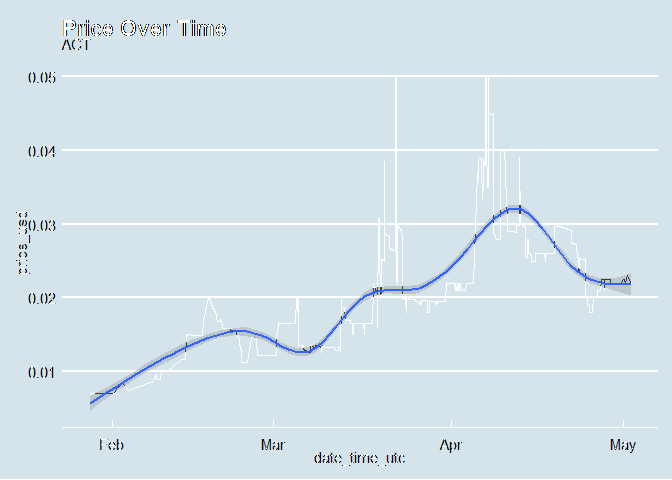 Price Over Time
ACT
0.05
0.04
0.03
0.02
0.01
price_usd
Feb
Mar
Apr
May
date_time_utc